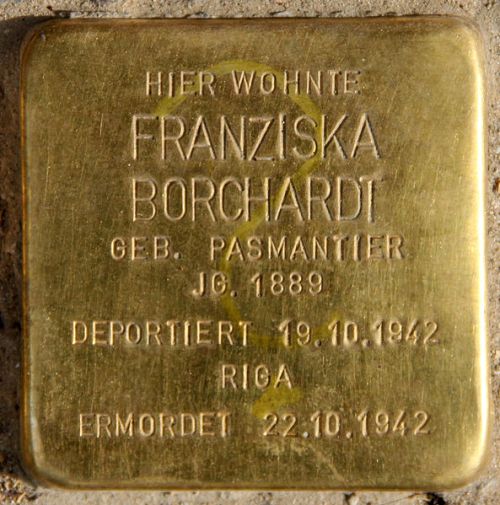 HIER WOHNTE
FRANZISKA
BORCHARDT
GEB. PASMANTIER
JG. 1889
DEPORTIERT 19.10.1942
RIGA
ERMORDET 22.10.1942